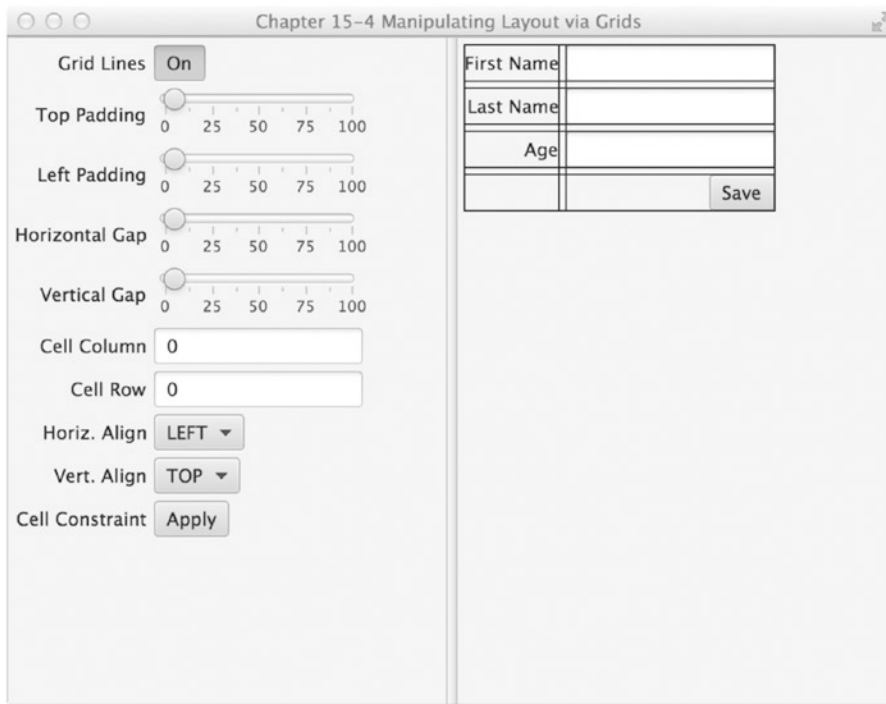 Chapter 15-4 Manipulating Layout via Grids
Grid Lines On
Top Padding
0 25 50 75 100
Left Padding
0 25 50 75 100
Horizontal Gap
0 25 50 75 100
Vertical Gap
0 25 50 75 100
Cell Column 0
Cell Row 0
Horiz. Align LEFT
Vert. Align TOP
Cell Constraint Apply
First Name
Last Name
Age
Save